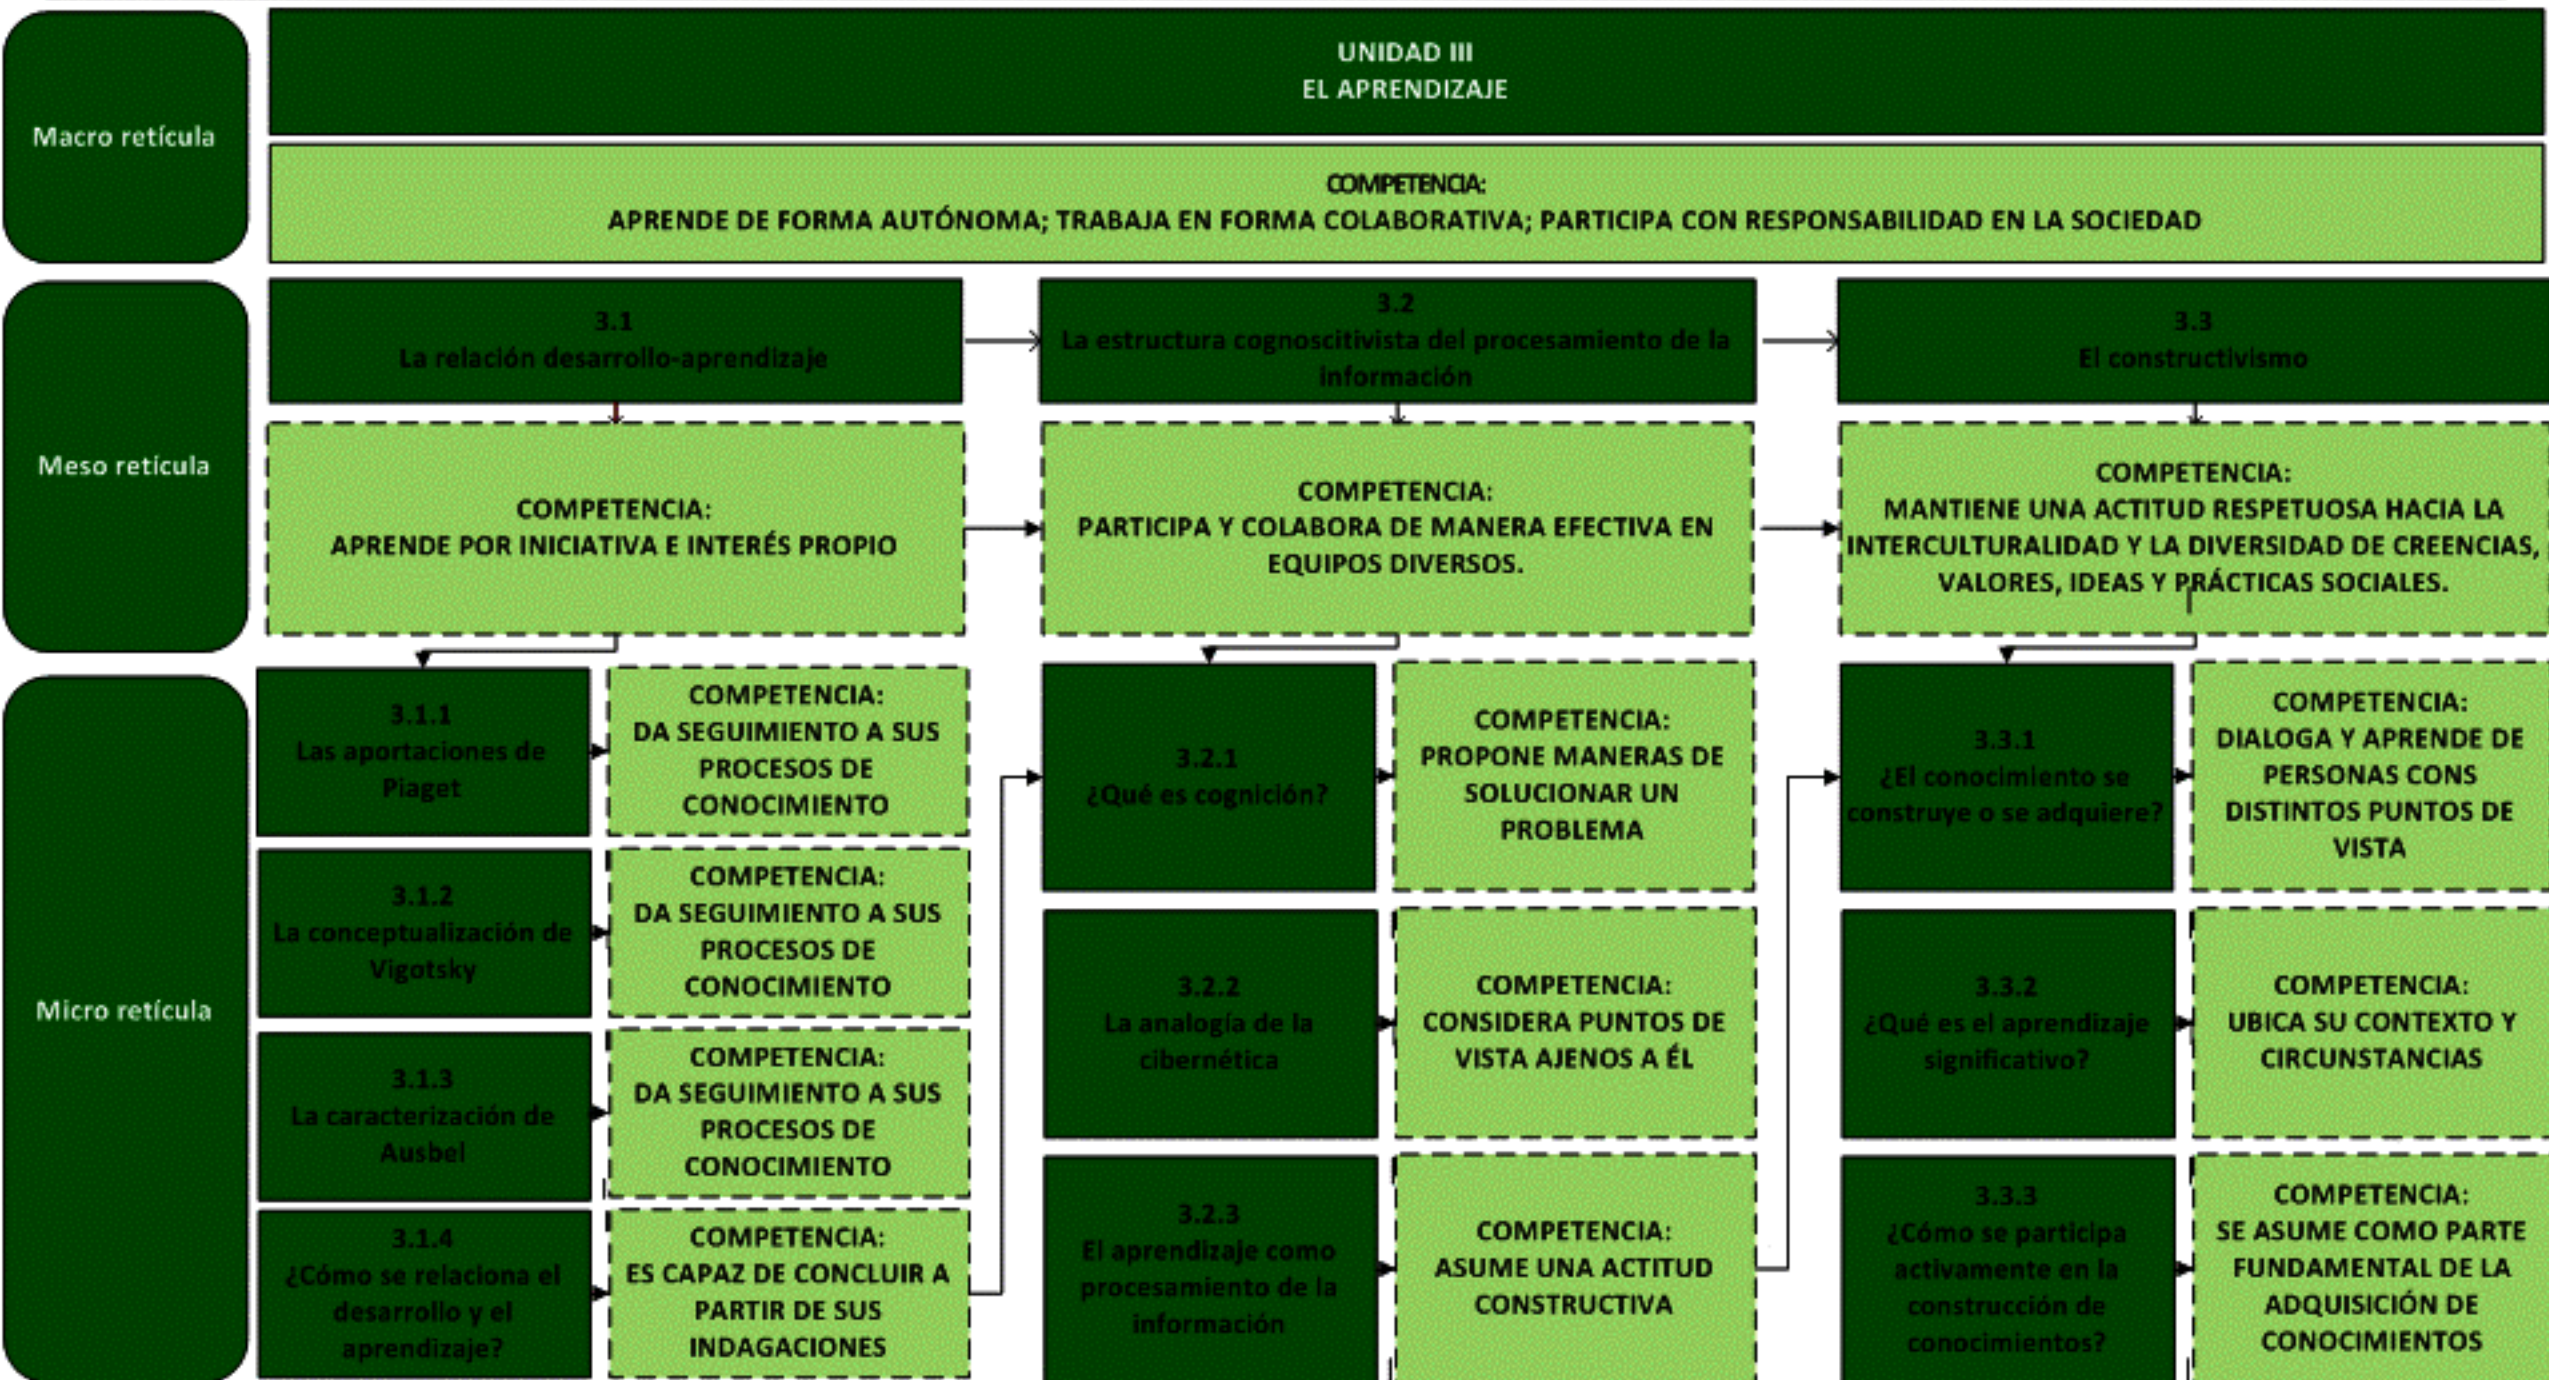 Macro retícula
UNIDAD III
EL APRENDIZAJE
COMPETENCIA:
APRENDE DE FORMA AUTÓNOMA; TRABAJA EN FORMA COLABORATIVA; PARTICIPA CON RESPONSABILIDAD EN LA SOCIEDAD
Meso retícula
3.1
La relación desarrollo-aprendizaje
3.2
La estructura cognoscitivista del procesamiento de la
información
3.3
El constructivismo
COMPETENCIA:
APRENDE POR INICIATIVA E INTERÉS PROPIO
COMPETENCIA:
PARTICIPA Y COLABORA DE MANERA EFECTIVA EN
EQUIPOS DIVERSOS.
COMPETENCIA:
MANTIENE UNA ACTITUD RESPETUOSA HACIA LA
INTERCULTURALIDAD Y LA DIVERSIDAD DE CREENCIAS,
VALORES, IDEAS Y PRÁCTICAS SOCIALES.
Micro retícula
3.1.1
Las aportaciones de
Piaget
COMPETENCIA:
DA SEGUIMIENTO A SUS
PROCESOS DE
CONOCIMIENTO
3.1.2
La conceptualización de
Vigotsky
COMPETENCIA:
DA SEGUIMIENTO A SUS
PROCESOS DE
CONOCIMIENTO
3.1.3
La caracterización de
Ausbel
COMPETENCIA:
DA SEGUIMIENTO A SUS
PROCESOS DE
CONOCIMIENTO
3.1.4
¿Cómo se relaciona el
desarrollo y el
aprendizaje?
COMPETENCIA:
ES CAPAZ DE CONCLUIR A
PARTIR DE SUS
INDAGACIONES
3.2.1
¿Qué es cognición?
COMPETENCIA:
PROPONE MANERAS DE
SOLUCIONAR UN
PROBLEMA
3.2.2
La analogía de la
cibernética
COMPETENCIA:
CONSIDERA PUNTOS DE
VISTA AJENOS A ÉL
3.2.3
El aprendizaje como
procesamiento de la
información
COMPETENCIA:
ASUME UNA ACTITUD
CONSTRUCTIVA
3.3.1
¿El conocimiento se
construye o se adquiere?
COMPETENCIA:
DIALOGA Y APRENDE DE
PERSONAS CONS
DISTINTOS PUNTOS DE
VISTA
3.3.2
¿Qué es el aprendizaje
significativo?
COMPETENCIA:
UBICA SU CONTEXTO Y
CIRCUNSTANCIAS
3.3.3
¿Cómo se participa
activamente en la
construcción de
conocimientos?
COMPETENCIA:
SE ASUME COMO PARTE
FUNDAMENTAL DE LA
ADQUISICIÓN DE
CONOCIMIENTOS